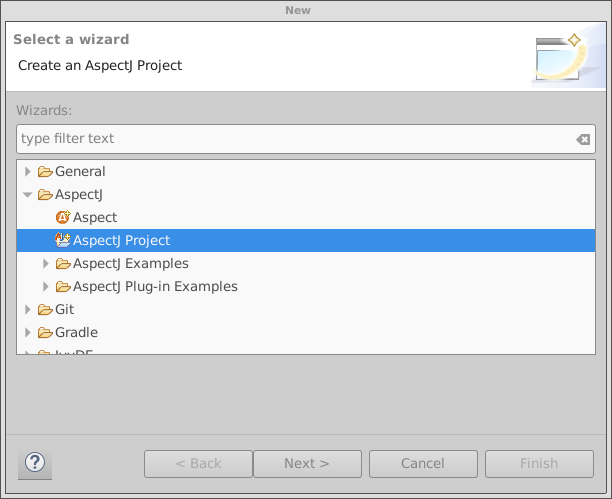 New
Select a wizard
Create an AspectJ Project
Wizards:
type filter text
General
AspectJ
Aspect
AspectJ Project
AspectJ Examples
AspectJ Plug-in Examples
Git
Gradle
< Back
Next >
Cancel
Finish